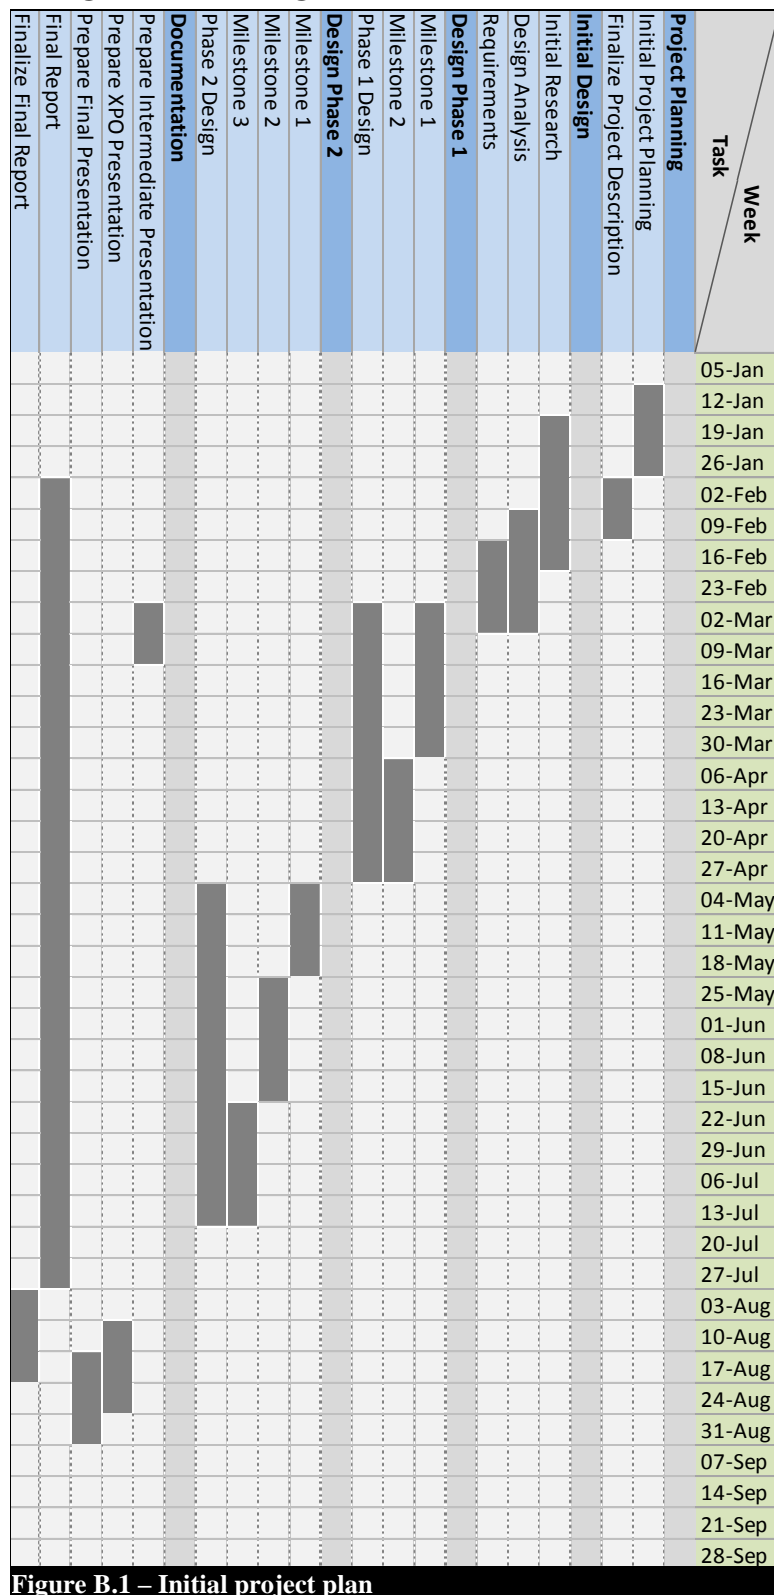 Week
Task
Project Planning
Initial Project Planning
Finalize Project Description
Initial Design
Initial Research
Design Analysis
Requirements
Design Phase 1
Milestone 1
Milestone 2
Phase 1 Design
Design Phase 2
Milestone 1
Milestone 2
Milestone 3
Phase 2 Design
Documentation
Prepare Intermediate Presentation
Prepare XPO Presentation
Prepare Final Presentation
Final Report
Finalize Final Report
05-Jan
12-Jan
19-Jan
26-Jan
02-Feb
09-Feb
16-Feb
23-Feb
02-Mar
09-Mar
16-Mar
23-Mar
30-Mar
06-Apr
13-Apr
20-Apr
27-Apr
04-May
11-May
18-May
25-May
01-Jun
08-Jun
15-Jun
22-Jun
29-Jun
06-Jul
13-Jul
20-Jul
27-Jul
03-Aug
10-Aug
17-Aug
24-Aug
31-Aug
07-Sep
14-Sep
21-Sep
28-Sep
Figure B.1 – Initial project plan